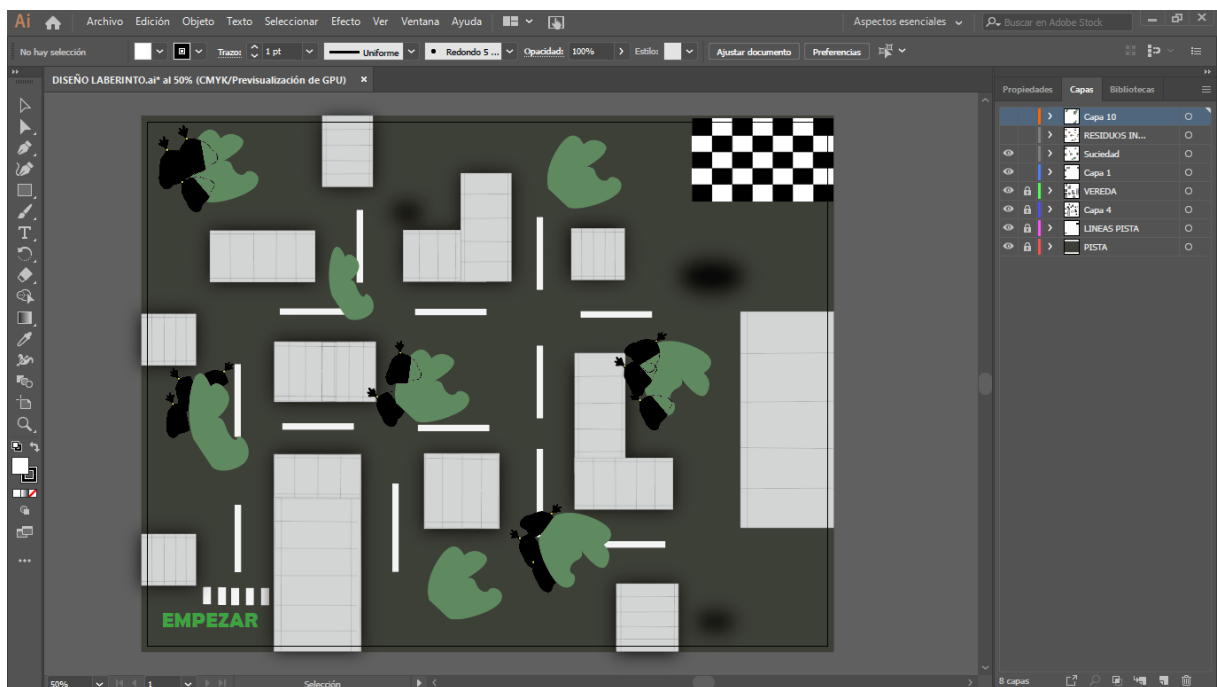 Ai Archivo Edición Objeto Texto Seleccionar Efecto Ver Ventana Ayuda Aspectos esenciales Buscar en Adobe Stock
No hay selección Trazo: 1 pt Uniforme Redondo 5 ... Opacidad: 100% Estilo: Ajustar documento Preferencias
DISEÑO LABERINTO.ai* al 50% (CMYK/Previsualización de GPU) ×
Propiedades Capas Bibliotecas
Capa 10
RESIDUOS IN...
Suciedad
Capa 1
VEREDA
Capa 4
LINEAS PISTA
PISTA
EMPEZAR
50% 1 Selección 8 capas